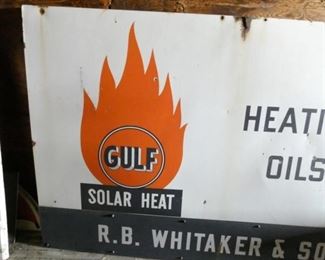 GULF
SOLAR HEAT
HEATI
OILS
R.B. WHITAKER & SO